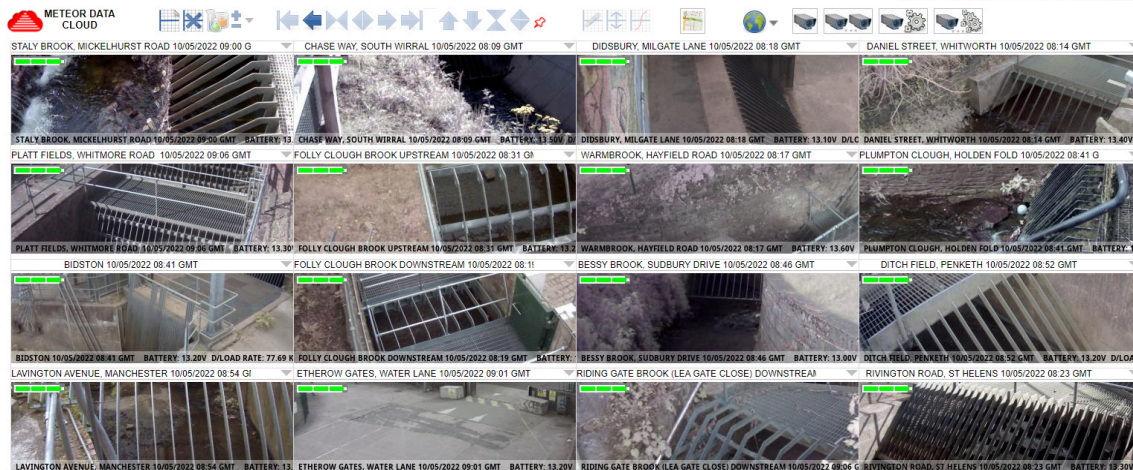 METEOR DATA
CLOUD
STALY BROOK, MICKELHURST ROAD 10/05/2022 09:00 G
CHASE WAY, SOUTH WIRRAL 10/05/2022 08:09 GMT
DIDSBURY, MILGATE LANE 10/05/2022 08:18 GMT
DANIEL STREET, WHITWORTH 10/05/2022 08:14 GMT
STALY BROOK, MICKELHURST ROAD 10/05/2022 09:00 GMT BATTERY: 13.
CHASE WAY, SOUTH WIRRAL 10/05/2022 08:09 GMT BATTERY: 13.50V D/
DIDSBURY, MILGATE LANE 10/05/2022 08:18 GMT BATTERY: 13.10V D/LO
DANIEL STREET, WHITWORTH 10/05/2022 08:14 GMT BATTERY: 13.40V
PLATT FIELDS, WHITMORE ROAD 10/05/2022 09:06 GMT
FOLLY CLOUGH BROOK UPSTREAM 10/05/2022 08:31 GM
WARMBROOK, HAYFIELD ROAD 10/05/2022 08:17 GMT
PLUMPTON CLOUGH, HOLDEN FOLD 10/05/2022 08:41 G
PLATT FIELDS, WHITMORE ROAD 10/05/2022 09:06 GMT BATTERY: 13.30V
FOLLY CLOUGH BROOK UPSTREAM 10/05/2022 08:31 GMT BATTERY: 13.2
WARMBROOK, HAYFIELD ROAD 10/05/2022 08:17 GMT BATTERY: 13.60V
PLUMPTON CLOUGH, HOLDEN FOLD 10/05/2022 08:41 GMT BATTERY: 1
BIDSTON 10/05/2022 08:41 GMT
FOLLY CLOUGH BROOK DOWNSTREAM 10/05/2022 08:19
BESSY BROOK, SUDBURY DRIVE 10/05/2022 08:46 GMT
DITCH FIELD, PENKETH 10/05/2022 08:52 GMT
BIDSTON 10/05/2022 08:41 GMT BATTERY: 13.20V D/LOAD RATE: 77.69 K
FOLLY CLOUGH BROOK DOWNSTREAM 10/05/2022 08:19 GMT BATTERY:
BESSY BROOK, SUDBURY DRIVE 10/05/2022 08:46 GMT BATTERY: 13.00V
DITCH FIELD, PENKETH 10/05/2022 08:52 GMT BATTERY: 13.20V D/LOA
LAVINGTON AVENUE, MANCHESTER 10/05/2022 08:54 GM
ETHEROW GATES, WATER LANE 10/05/2022 09:01 GMT
RIDING GATE BROOK (LEA GATE CLOSE) DOWNSTREAM
RIVINGTON ROAD, ST HELENS 10/05/2022 08:23 GMT
LAVINGTON AVENUE, MANCHESTER 10/05/2022 08:54 GMT BATTERY: 13.
ETHEROW GATES, WATER LANE 10/05/2022 09:01 GMT BATTERY: 13.20V
RIDING GATE BROOK (LEA GATE CLOSE) DOWNSTREAM 10/05/2022 09:06 G
RIVINGTON ROAD, ST HELENS 10/05/2022 08:23 GMT BATTERY: 13.30V